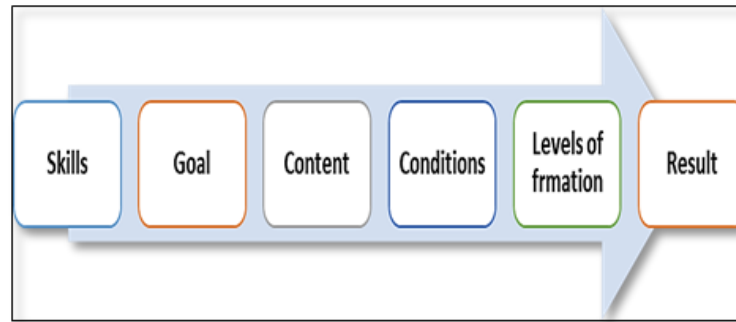 Skills
Goal
Content
Conditions
Levels of
frmation
Result